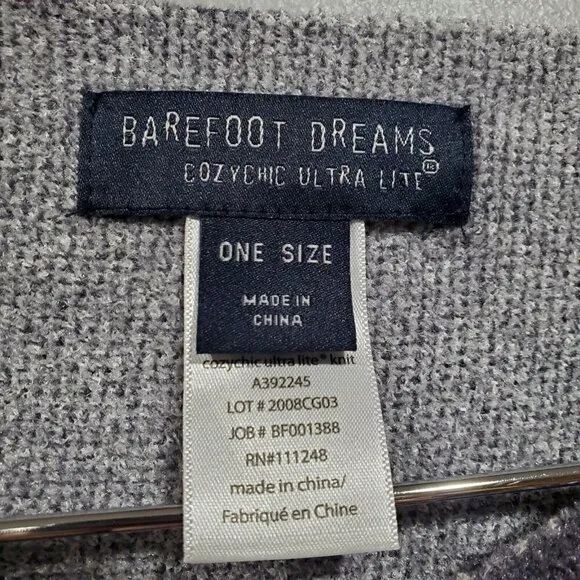 BAREFOOT DREAMS
COZYCHIC ULTRA LITE®
ONE SIZE
MADE IN
CHINA
cozychic ultra lite® knit
A392245
LOT # 2008CG03
JOB # BF001388
RN#111248
made in china/
Fabriqué en Chine